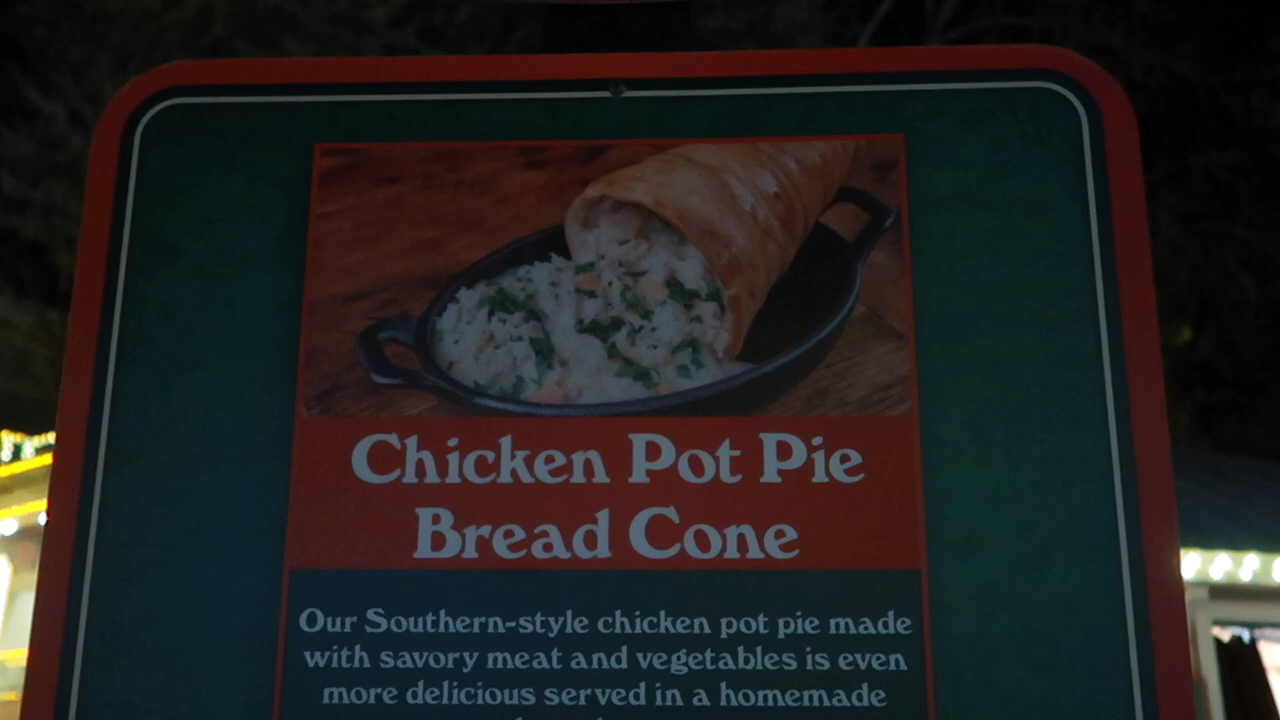 Chicken Pot Pie
Bread Cone
Our Southern-style chicken pot pie made
with savory meat and vegetables is even
more delicious served in a homemade